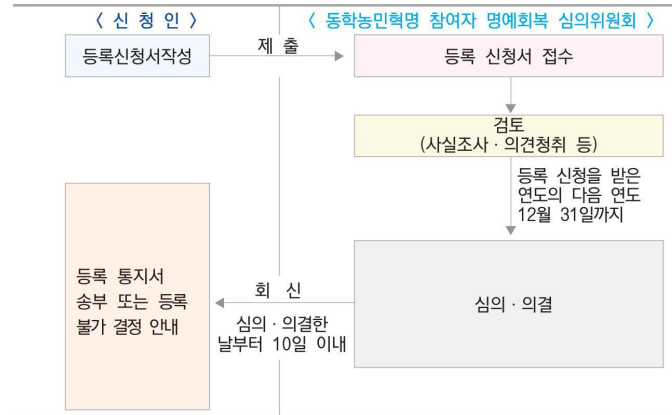 〈 신 청 인 〉
〈 동학농민혁명 참여자 명예회복 심의위원회 〉
등록신청서작성
제 출
등록 신청서 접수
검토
(사실조사 · 의견청취 등)
등록 신청을 받은
연도의 다음 연도
12월 31일까지
심의 · 의결
회 신
심의 · 의결한
날부터 10일 이내
등록 통지서
송부 또는 등록
불가 결정 안내